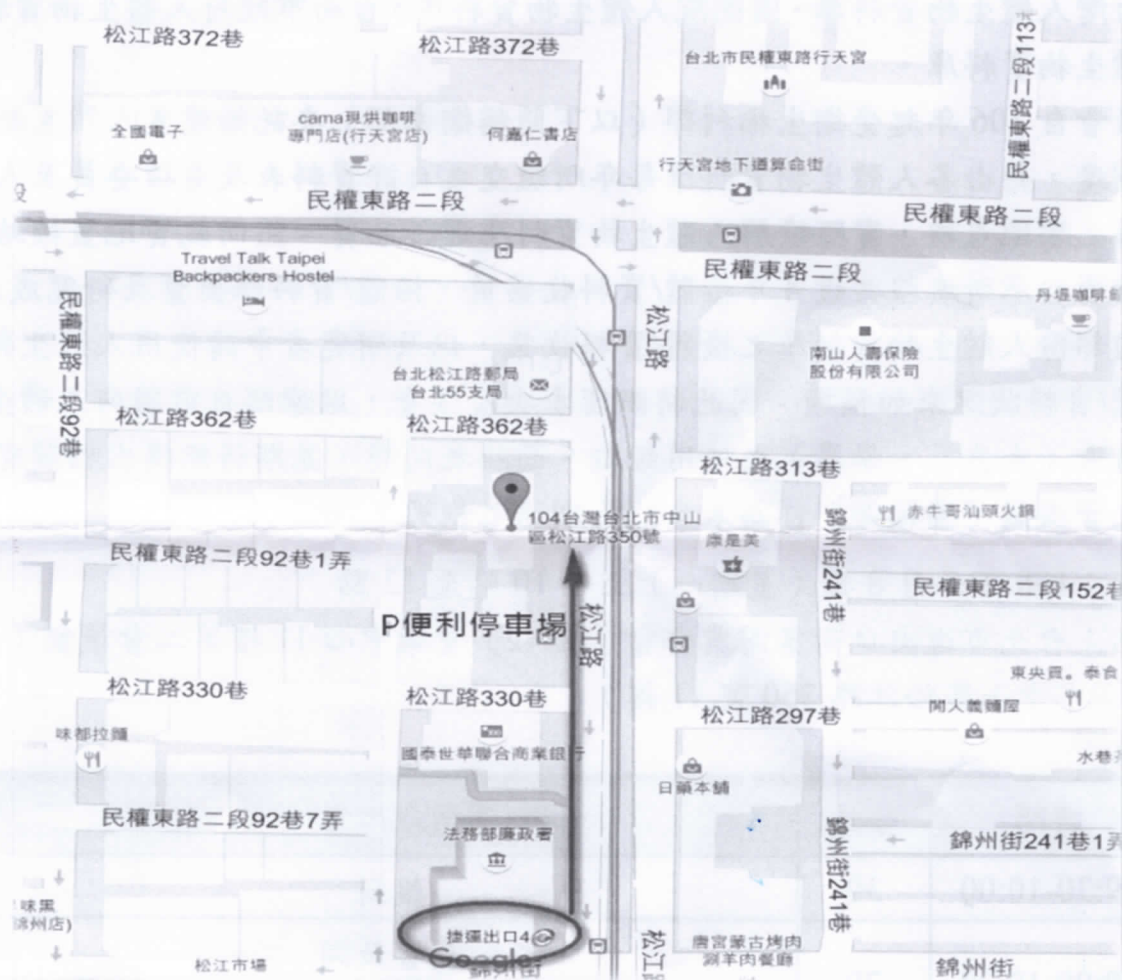 松江路372巷
松江路372巷
台北市民權東路行天宮
民權東路二段113巷
全國電子
cama現烘咖啡
專門店(行天宮店)
何嘉仁書店
行天宮地下道算命街
民權東路二段
民權東路二段
民權東路二段
Travel Talk Taipei
Backpackers Hostel
民權東路二段92巷
松江路
丹堤咖啡
南山人壽保險
股份有限公司
台北松江路郵局
台北55支局
松江路362巷
松江路362巷
松江路313巷
104台灣台北市中山
區松江路350號
康是美
赤牛哥汕頭火鍋
錦州街241巷
民權東路二段92巷1弄
民權東路二段152巷
P便利停車場
松江路
松江路330巷
松江路330巷
松江路297巷
東央
泰食
閒人義麵屋
味都拉麵
國泰世華聯合商業銀行
日藥本舖
水巷
民權東路二段92巷7弄
法務部廉政署
錦州街241巷
錦州街241巷1弄
味黑
錦州店)
捷運出口4
Google
錦州街
松江市場
松江路
唐宮蒙古烤肉
涮羊肉餐廳
錦州街